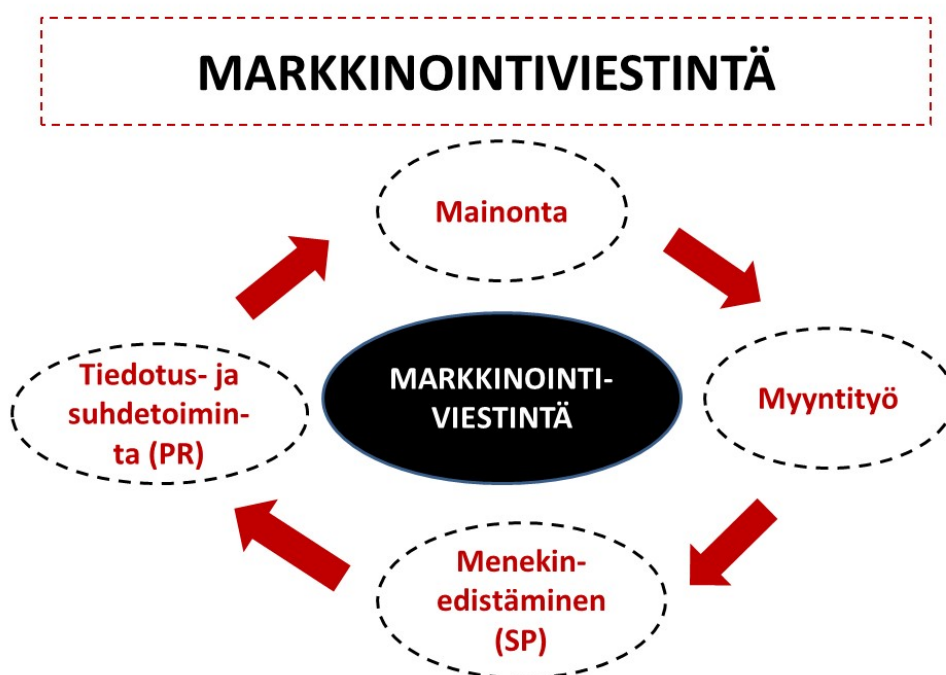 MARKKINOINTIVIESTINTÄ
Mainonta
Tiedotus- ja
suhdetoimin-
ta (PR)
MARKKINOINTI-
VIESTINTÄ
Myyntityö
Menekin-
edistäminen
(SP)